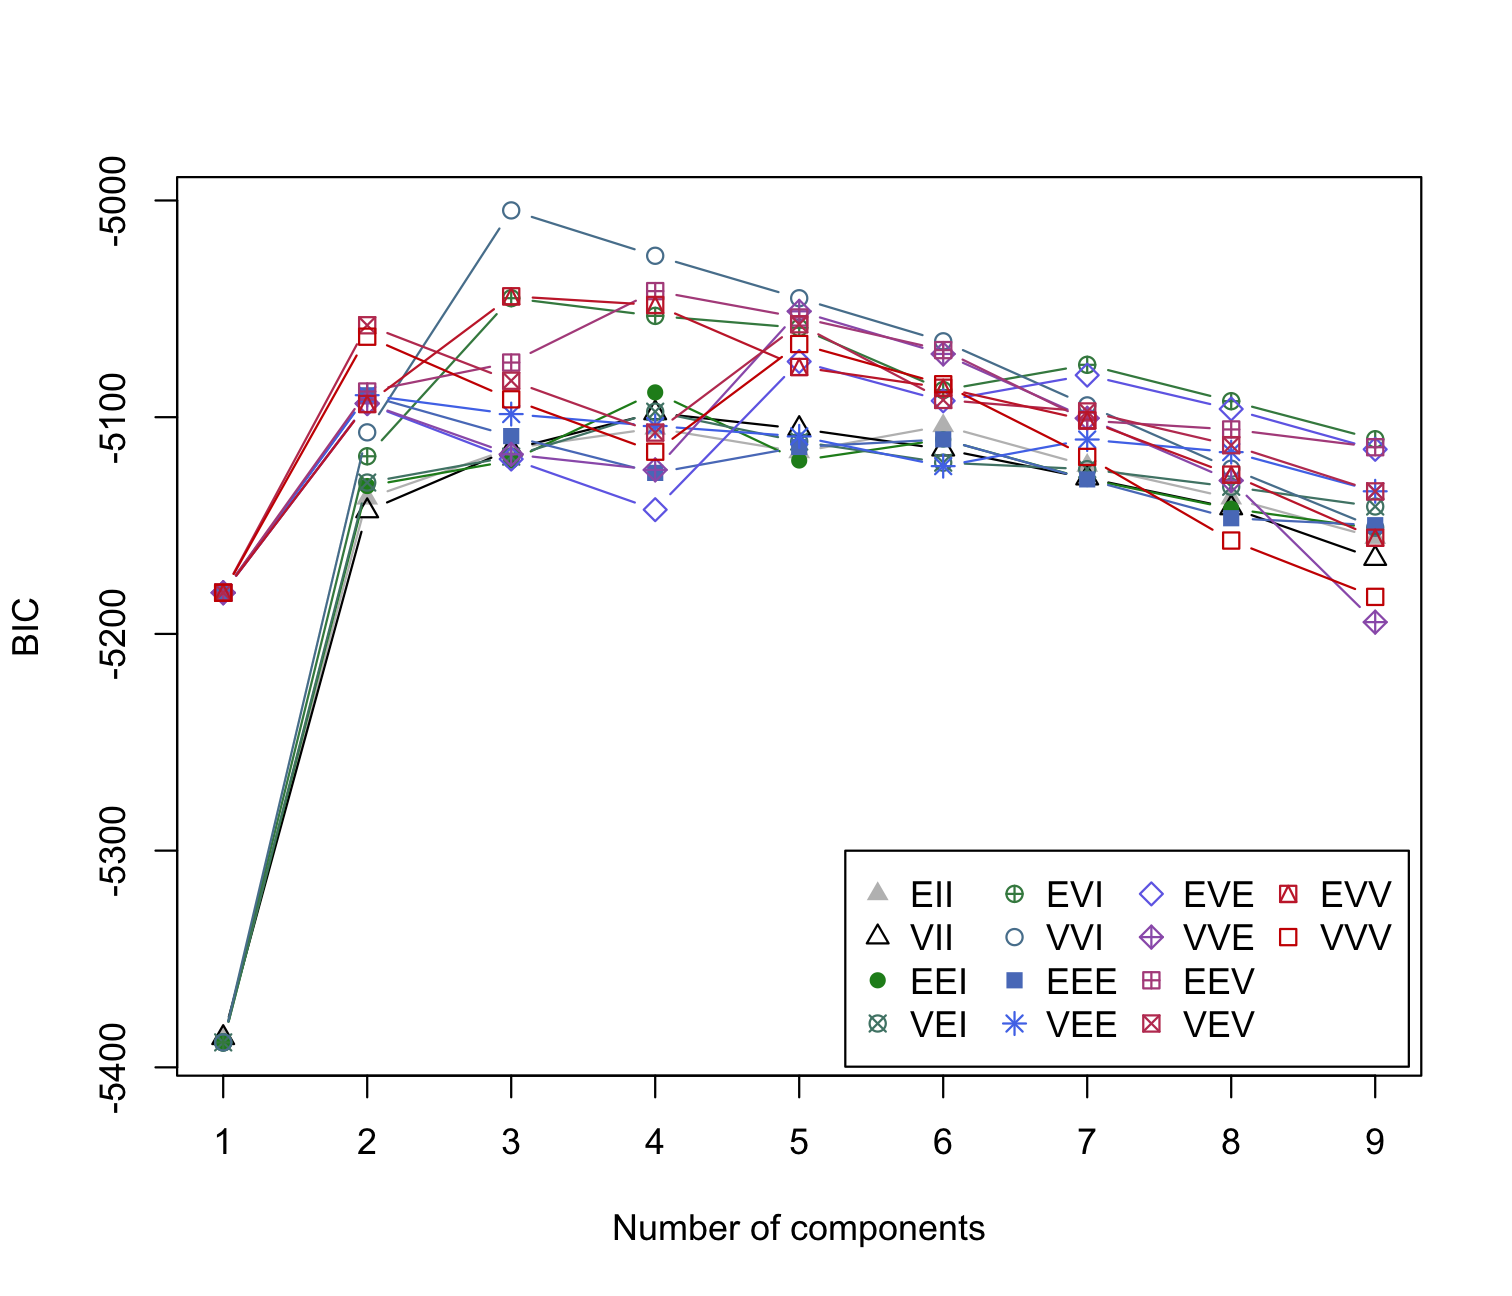 -5000
-5100
-5200
-5300
-5400
BIC
1 2 3 4 5 6 7 8 9
Number of components
EII EVI EVE EVV
VII VVI VVE VVV
EEI EEE EEV
VEI VEE VEV